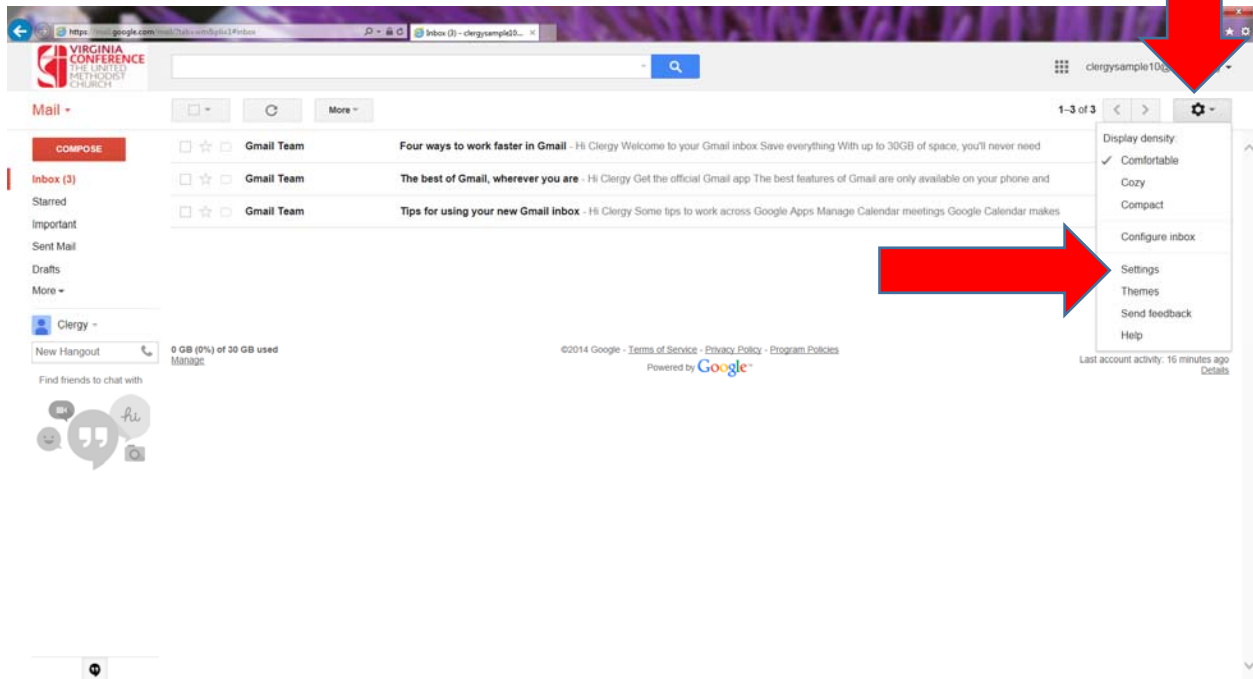 Inbox (3) - clergysample10...
VIRGINIA
CONFERENCE
THE UNITED
METHODIST
CHURCH
Mail
More
1–3 of 3
COMPOSE
Inbox (3)
Starred
Important
Sent Mail
Drafts
More
Gmail Team Four ways to work faster in Gmail - Hi Clergy Welcome to your Gmail inbox Save everything With up to 30GB of space, you'll never need
Gmail Team The best of Gmail, wherever you are - Hi Clergy Get the official Gmail app The best features of Gmail are only available on your phone and
Gmail Team Tips for using your new Gmail inbox - Hi Clergy Some tips to work across Google Apps Manage Calendar meetings Google Calendar makes
Display density:
Comfortable
Cozy
Compact
Configure inbox
Settings
Themes
Send feedback
Help
Clergy
New Hangout
Find friends to chat with
hi
0 GB (0%) of 30 GB used
Manage
©2014 Google - Terms of Service - Privacy Policy - Program Policies
Powered by Google™
Last account activity: 16 minutes ago
Details